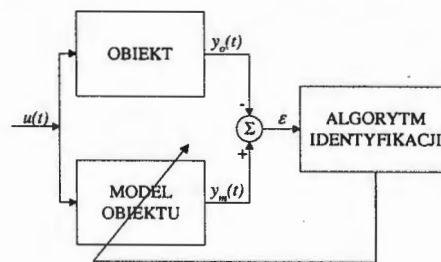 OBIEKT
y_o(t)
u(t)
-
Σ
+
ε
ALGORYTM
IDENTYFIKACJI
MODEL
OBIEKTU
y_m(t)